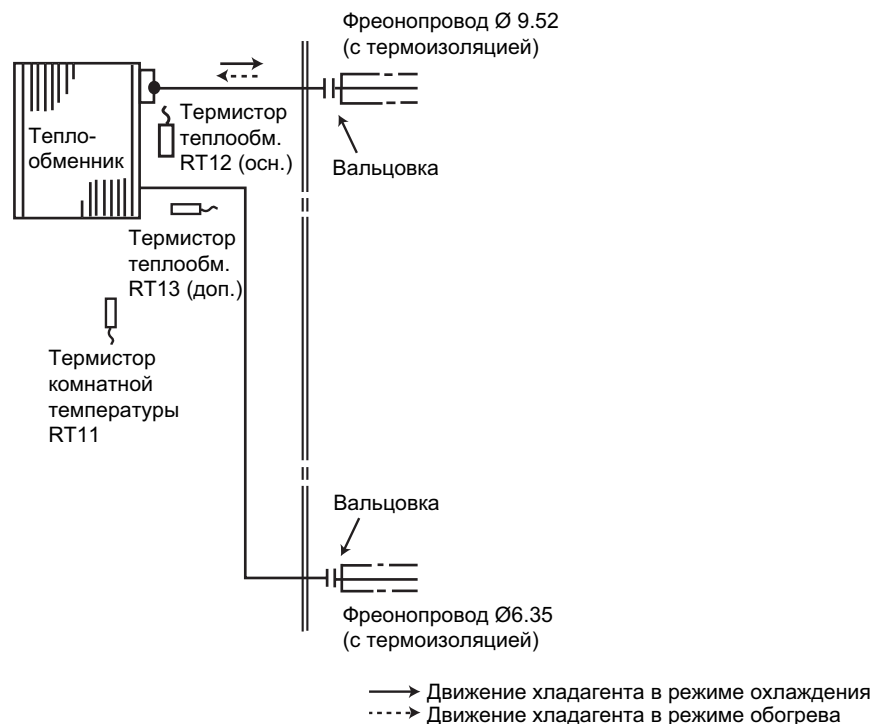 Фреонопровод Ø 9.52
(с термоизоляцией)
Тепло-
обменник
Термистор
теплообм.
RT12 (осн.)
Вальцовка
Термистор
теплообм.
RT13 (доп.)
Термистор
комнатной
температуры
RT11
Вальцовка
Фреонопровод Ø6.35
(с термоизоляцией)
Движение хладагента в режиме охлаждения
Движение хладагента в режиме обогрева